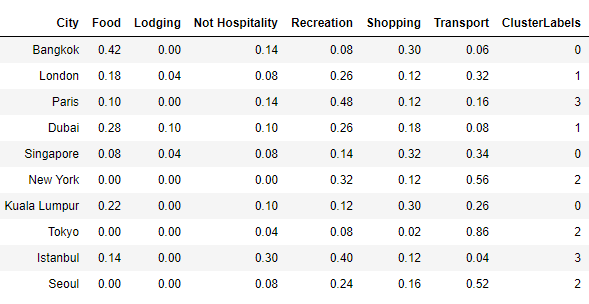 City Food Lodging Not Hospitality Recreation Shopping Transport ClusterLabels
Bangkok 0.42 0.00 0.14 0.08 0.30 0.06 0
London 0.18 0.04 0.08 0.26 0.12 0.32 1
Paris 0.10 0.00 0.14 0.48 0.12 0.16 3
Dubai 0.28 0.10 0.10 0.26 0.18 0.08 1
Singapore 0.08 0.04 0.08 0.14 0.32 0.34 0
New York 0.00 0.00 0.00 0.32 0.12 0.56 2
Kuala Lumpur 0.22 0.00 0.10 0.12 0.30 0.26 0
Tokyo 0.00 0.00 0.04 0.08 0.02 0.86 2
Istanbul 0.14 0.00 0.30 0.40 0.12 0.04 3
Seoul 0.00 0.00 0.08 0.24 0.16 0.52 2